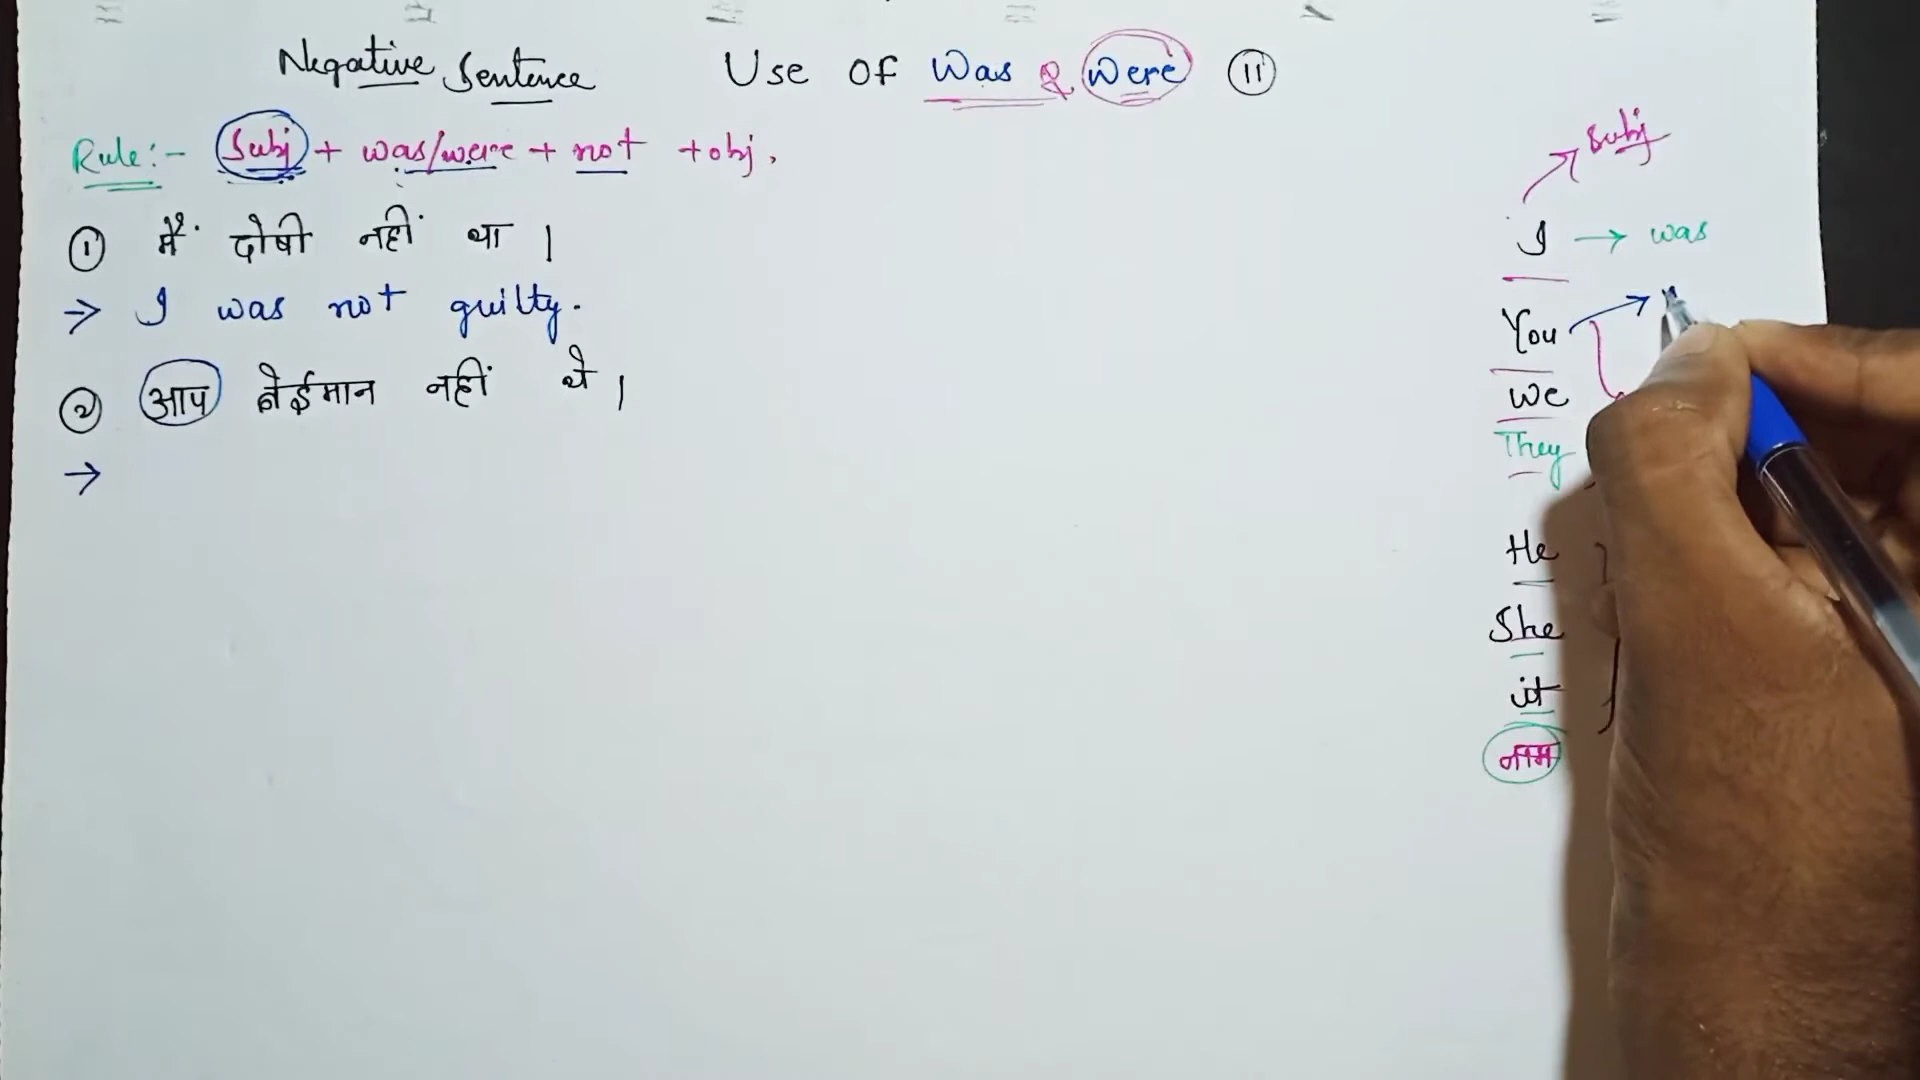 Negative Sentence Use Of Was & Were 11
Rule:- Subj + was/were + not + obj.
① मैं दोषी नहीं था |
→ I was not guilty.
② आप बेईमान नहीं थे |
→
→ Subj
I → was
You →
We
They
He
She
it
नाम